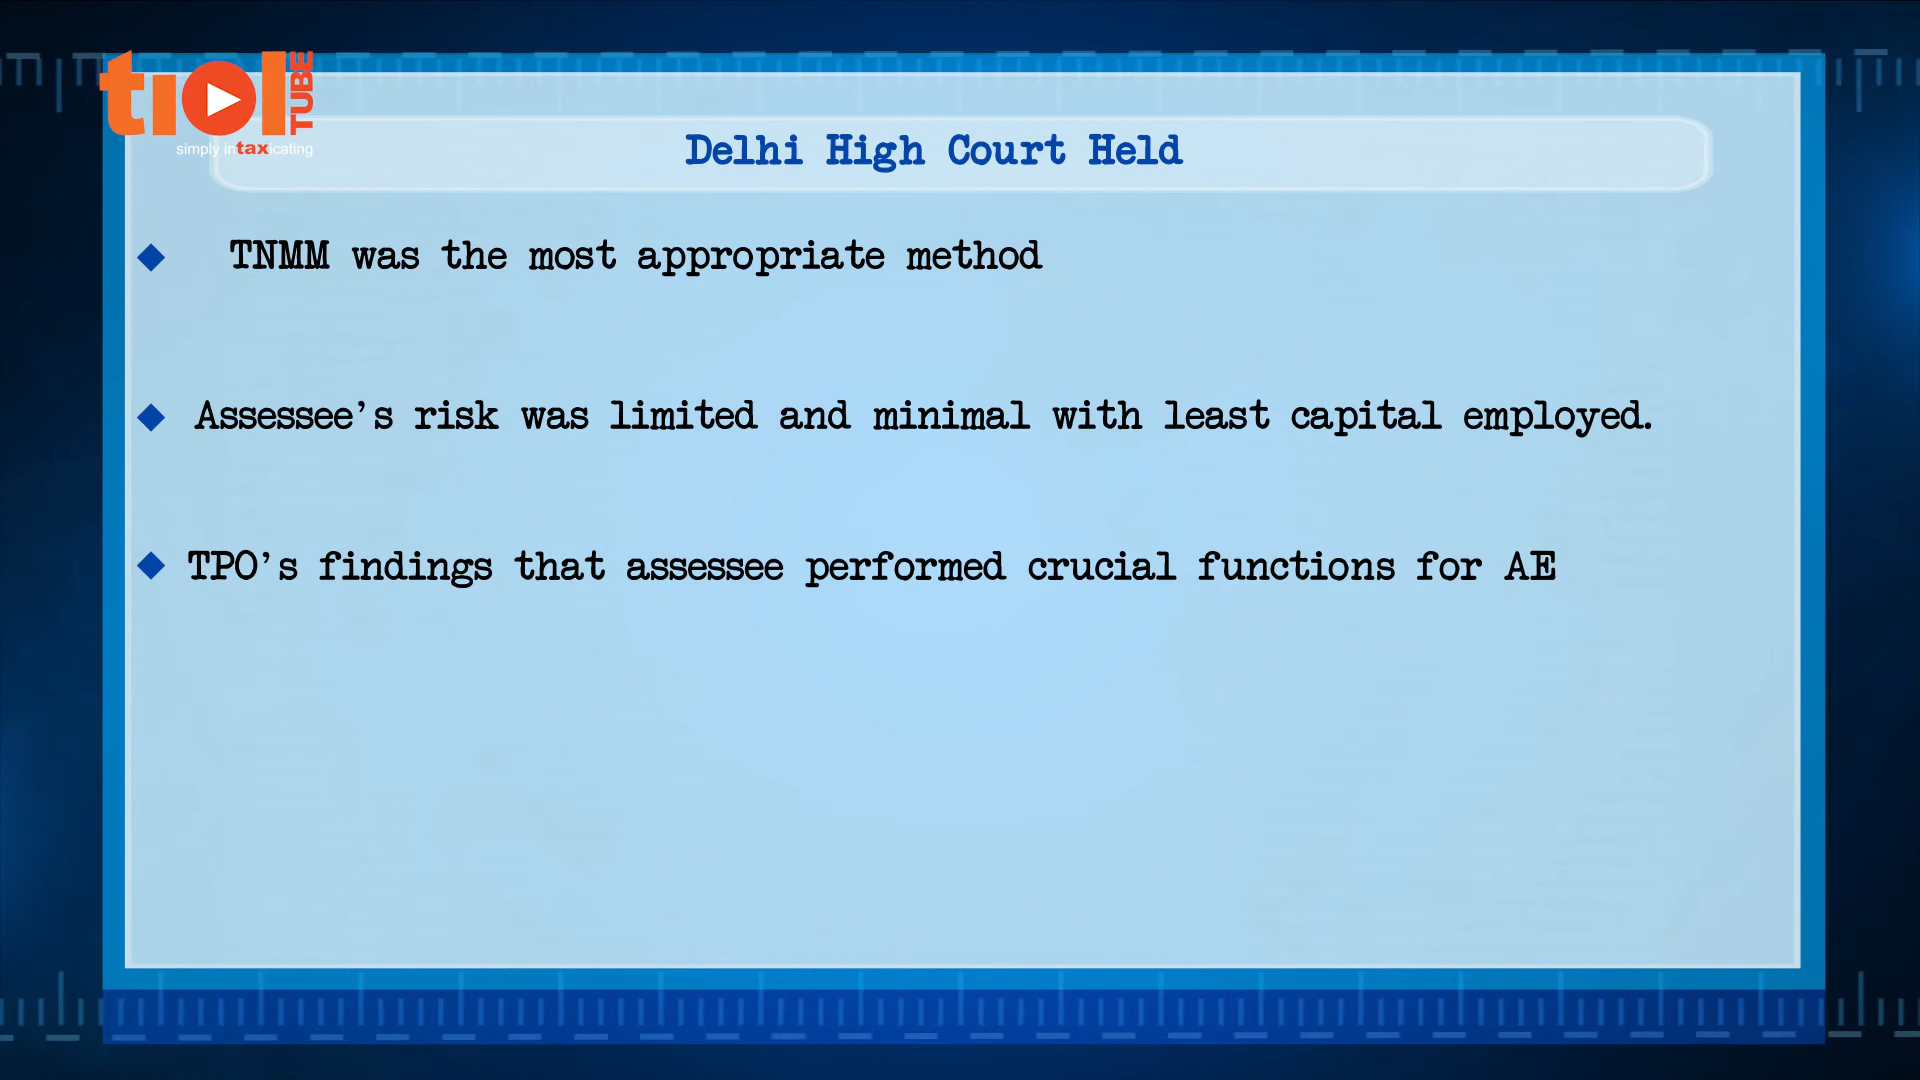 tiol TUBE
simply intaxicating
Delhi High Court Held
TNMM was the most appropriate method
Assessee's risk was limited and minimal with least capital employed.
TPO's findings that assessee performed crucial functions for AE